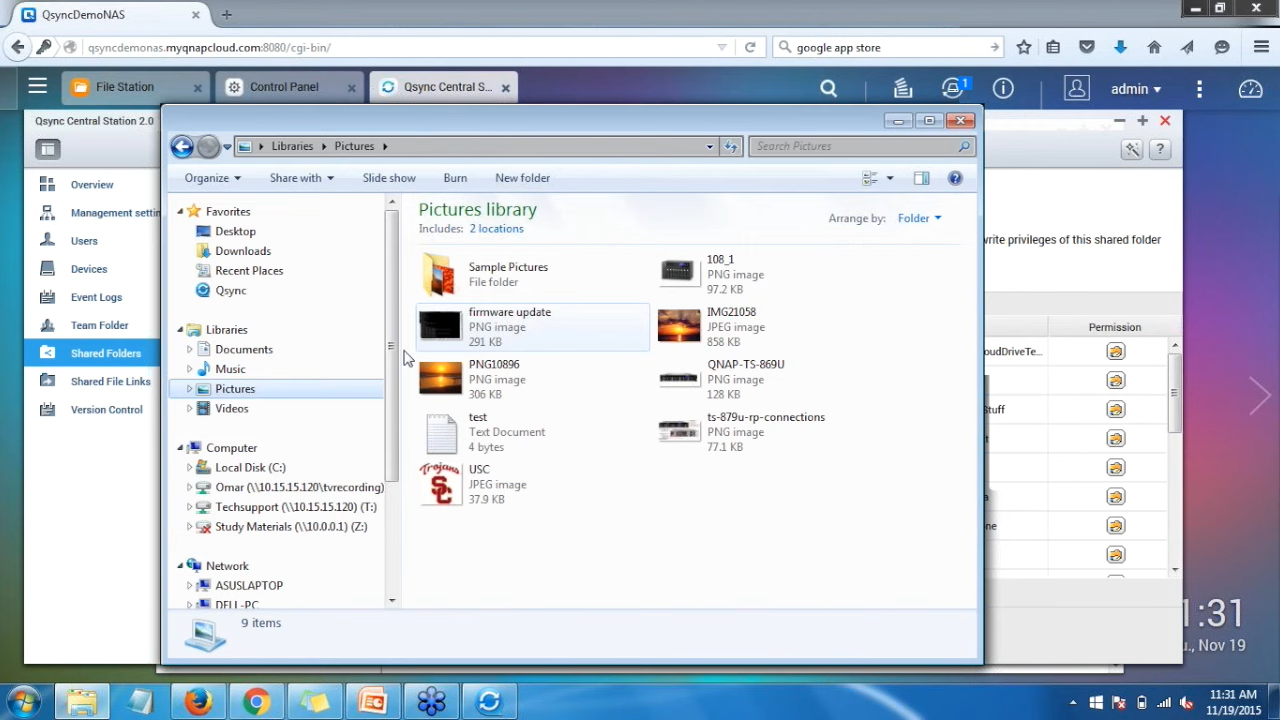 QsyncDemoNAS
qsyncdemonas.myqnapcloud.com:8080/cgi-bin/
google app store
File Station
Control Panel
Qsync Central S...
1
admin
Qsync Central Station 2.0
Overview
Management setti
Users
Devices
Event Logs
Team Folder
Shared Folders
Shared File Links
Version Control
Libraries
Pictures
Search Pictures
Organize
Share with
Slide show
Burn
New folder
Favorites
Desktop
Downloads
Recent Places
Qsync
Libraries
Documents
Music
Pictures
Videos
Computer
Local Disk (C:)
Omar (\\10.15.15.120\tvrecording)
Techsupport (\\10.15.15.120) (T:)
Study Materials (\\10.0.0.1) (Z:)
Network
ASUSLAPTOP
DELL-PC
Pictures library
Includes: 2 locations
Arrange by: Folder
Sample Pictures
File folder
firmware update
PNG image
291 KB
PNG10896
PNG image
306 KB
test
Text Document
4 bytes
USC
JPEG image
37.9 KB
108_1
PNG image
97.2 KB
IMG21058
JPEG image
858 KB
QNAP-TS-869U
PNG image
128 KB
ts-879u-rp-connections
PNG image
77.1 KB
Trojans
SC
9 items
write privileges of this shared folder
Permission
oudDriveTe...
Stuff
t
a
ne
1:31
u., Nov 19
11:31 AM
11/19/2015